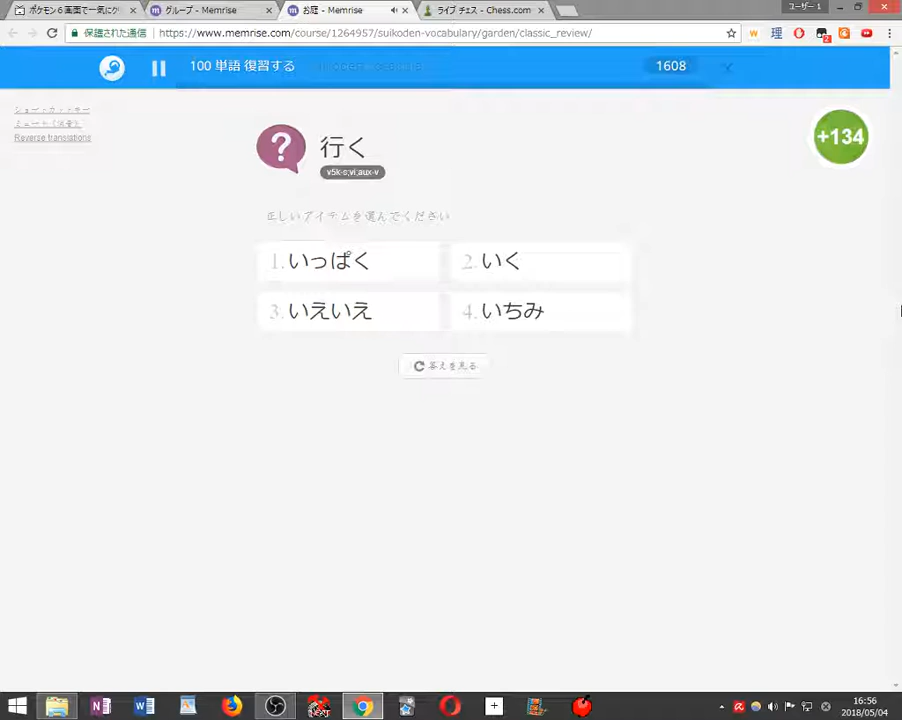 ポケモン６画面で一気にク
グループ - Memrise
お庭 - Memrise
ライブ チェス - Chess.com
ユーザー 1
保護された通信
https://www.memrise.com/course/1264957/suikoden-vocabulary/garden/classic_review/
100 単語 復習する
1608
Reverse translations
+134
?
行く
v5k-s;vi;aux-v
正しいアイテムを選んでください
1. いっぱく
2. いく
3. いえいえ
4. いちみ
答えを見る
16:56
2018/05/04